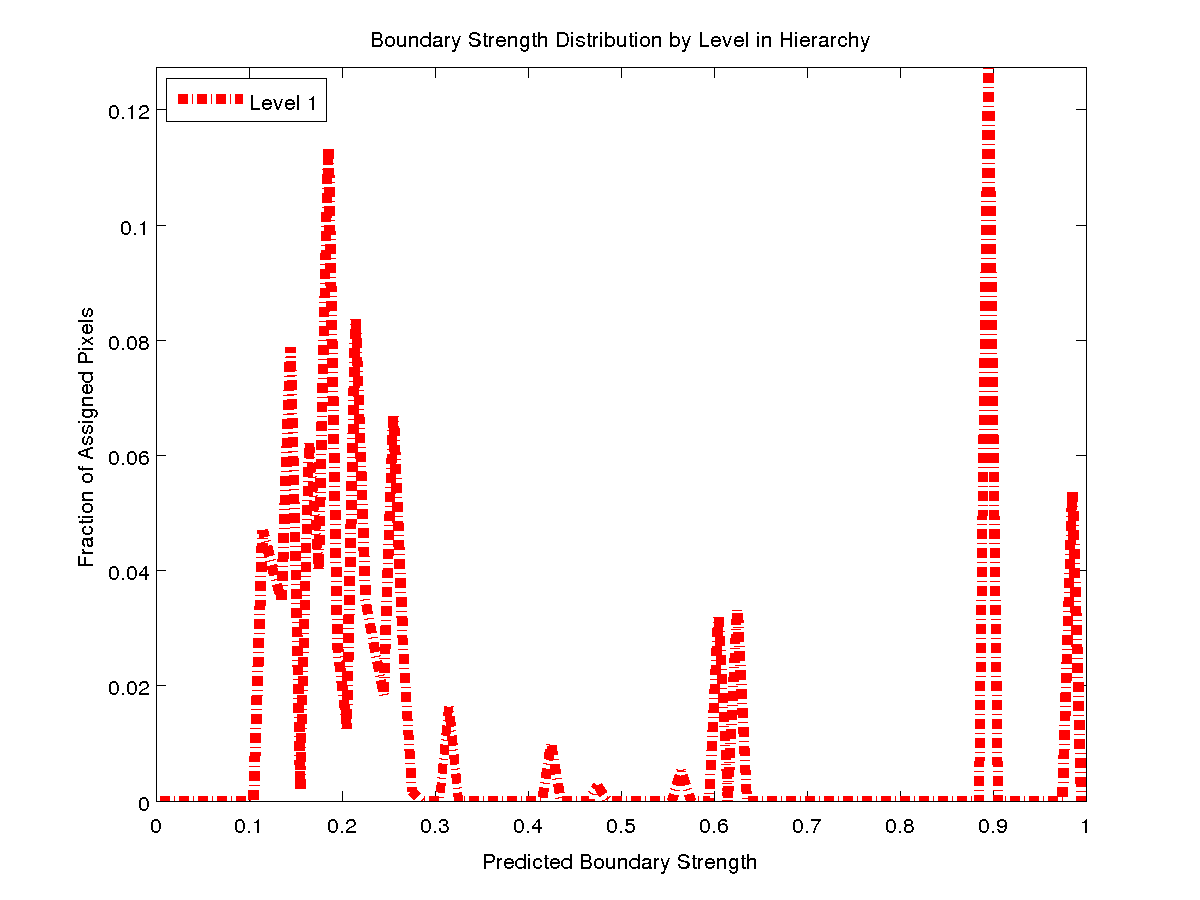 Boundary Strength Distribution by Level in Hierarchy
Level 1
0.12
0.1
0.08
0.06
0.04
0.02
0
Fraction of Assigned Pixels
0 0.1 0.2 0.3 0.4 0.5 0.6 0.7 0.8 0.9 1
Predicted Boundary Strength